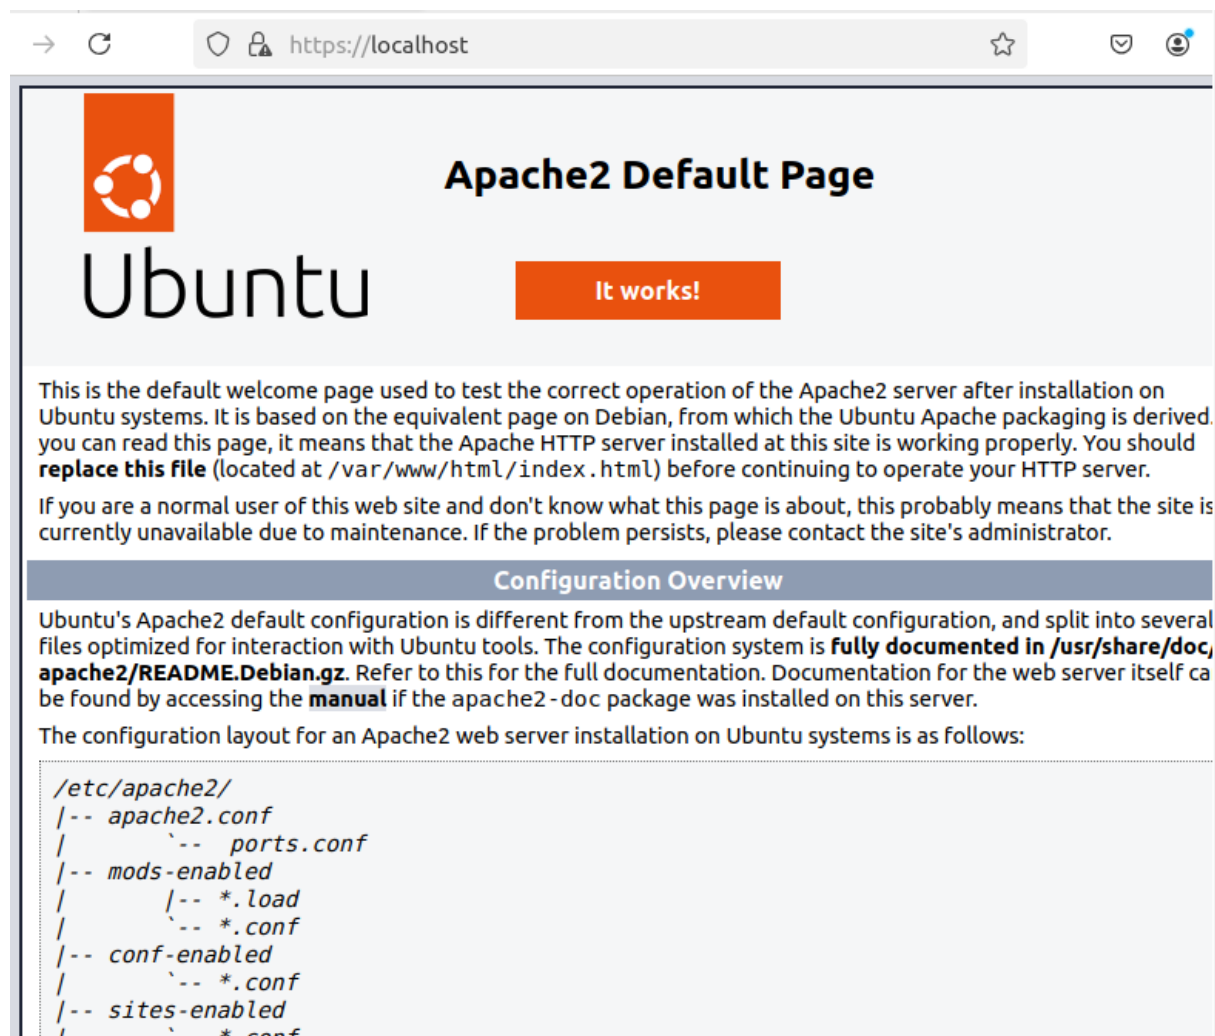 https://localhost
Apache2 Default Page
Ubuntu
It works!
This is the default welcome page used to test the correct operation of the Apache2 server after installation on
Ubuntu systems. It is based on the equivalent page on Debian, from which the Ubuntu Apache packaging is derived.
you can read this page, it means that the Apache HTTP server installed at this site is working properly. You should
replace this file (located at /var/www/html/index.html) before continuing to operate your HTTP server.
If you are a normal user of this web site and don't know what this page is about, this probably means that the site is
currently unavailable due to maintenance. If the problem persists, please contact the site's administrator.
Configuration Overview
Ubuntu's Apache2 default configuration is different from the upstream default configuration, and split into several
files optimized for interaction with Ubuntu tools. The configuration system is fully documented in /usr/share/doc/
apache2/README.Debian.gz. Refer to this for the full documentation. Documentation for the web server itself ca
be found by accessing the manual if the apache2-doc package was installed on this server.
The configuration layout for an Apache2 web server installation on Ubuntu systems is as follows:
/etc/apache2/
|-- apache2.conf
|       `--  ports.conf
|-- mods-enabled
|       |-- *.load
|       `-- *.conf
|-- conf-enabled
|       `-- *.conf
|-- sites-enabled
|       `-- *.conf